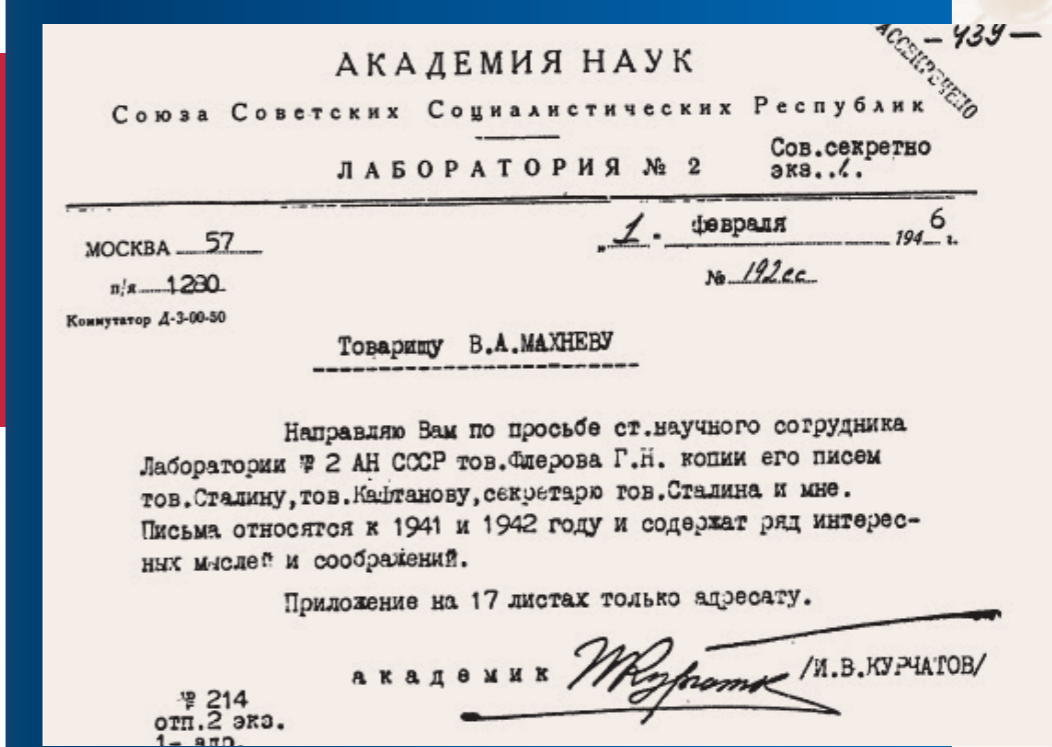 – 439 –
АССЕКРЕЧЕНО
АКАДЕМИЯ НАУК
Союза Советских Социалистических Республик
ЛАБОРАТОРИЯ № 2
Сов.секретно
экз.
МОСКВА 57
"1" февраля 1946 г.
п/я 1280
№ 192сс
Коммутатор Д-3-00-50
Товарищу В.А.МАХНЕВУ
Направляю Вам по просьбе ст.научного сотрудника
Лаборатории № 2 АН СССР тов.Флерова Г.Н. копии его писем
тов.Сталину,тов.Кафтанову,секретарю тов.Сталина и мне.
Письма относятся к 1941 и 1942 году и содержат ряд интерес-
ных мыслей и соображений.
Приложение на 17 листах только адресату.
академик /И.В.КУРЧАТОВ/
№ 214
отп.2 экз.
1- адр.